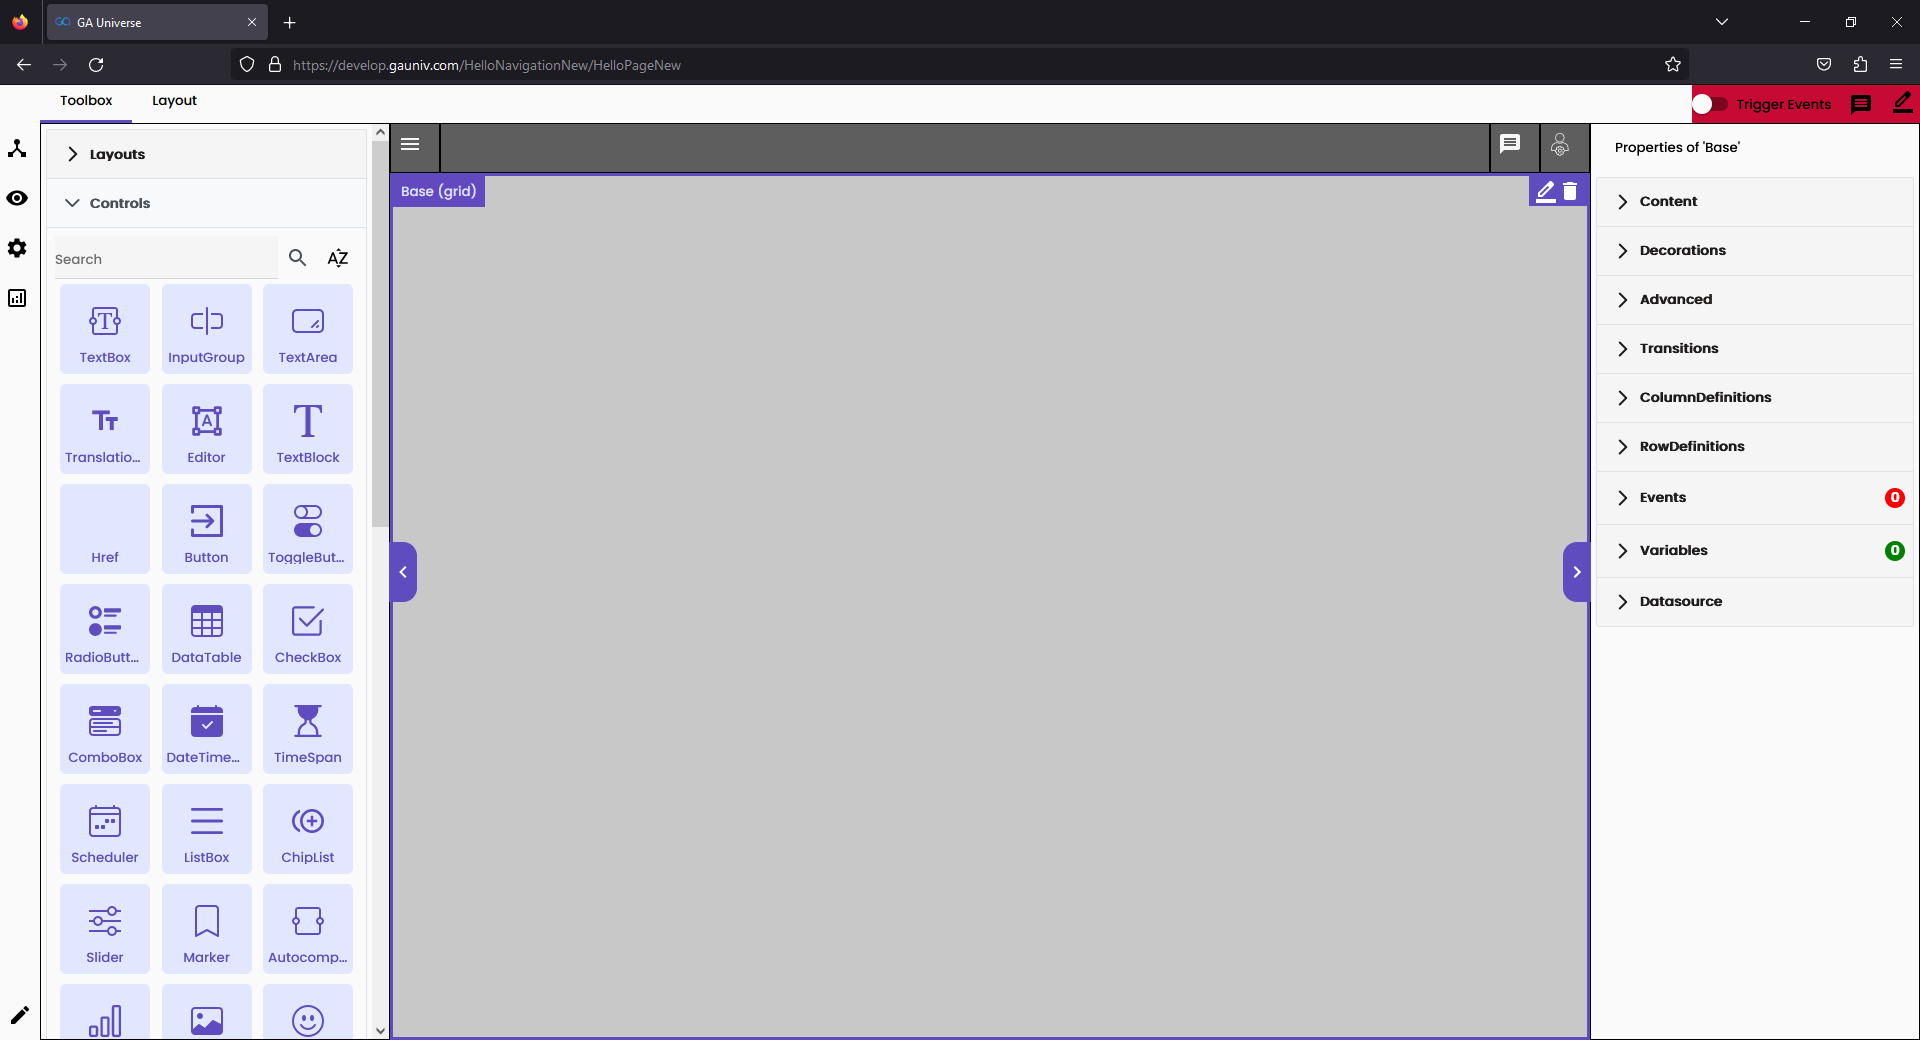 GA Universe
https://develop.gauniv.com/HelloNavigationNew/HelloPageNew
Toolbox
Layout
Trigger Events
Layouts
Controls
Search
AZ
TextBox
InputGroup
TextArea
Translatio...
Editor
TextBlock
Href
Button
ToggleBut...
RadioButt...
DataTable
CheckBox
ComboBox
DateTime...
TimeSpan
Scheduler
ListBox
ChipList
Slider
Marker
Autocomp...
Base (grid)
Properties of 'Base'
Content
Decorations
Advanced
Transitions
ColumnDefinitions
RowDefinitions
Events
0
Variables
0
Datasource